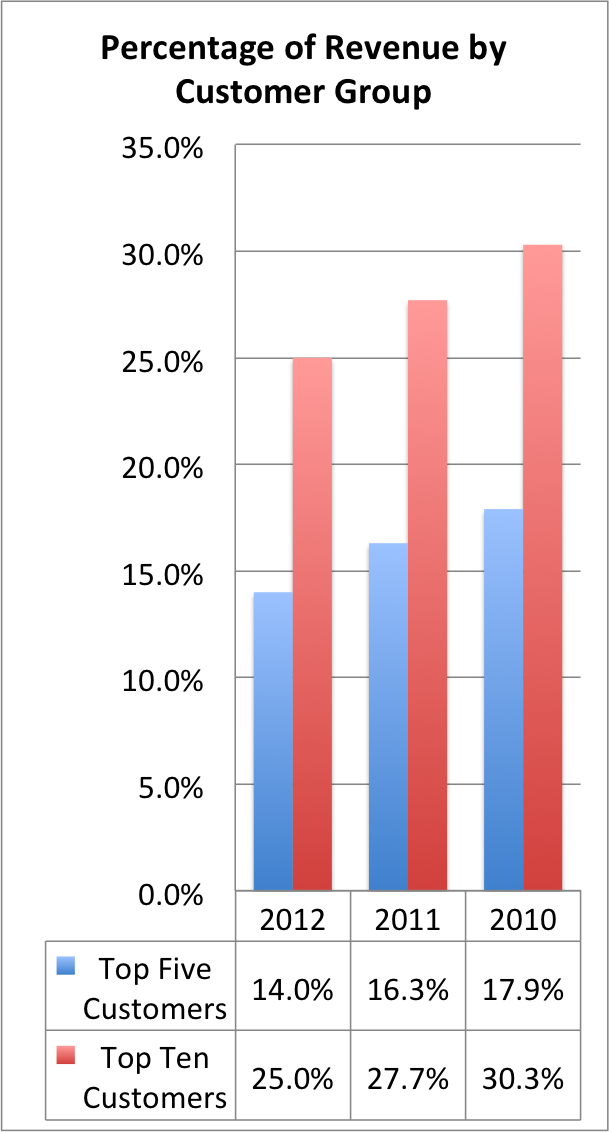 Percentage of Revenue by
Customer Group
35.0%
30.0%
25.0%
20.0%
15.0%
10.0%
5.0%
0.0%
2012 2011 2010
Top Five
Customers 14.0% 16.3% 17.9%
Top Ten
Customers 25.0% 27.7% 30.3%